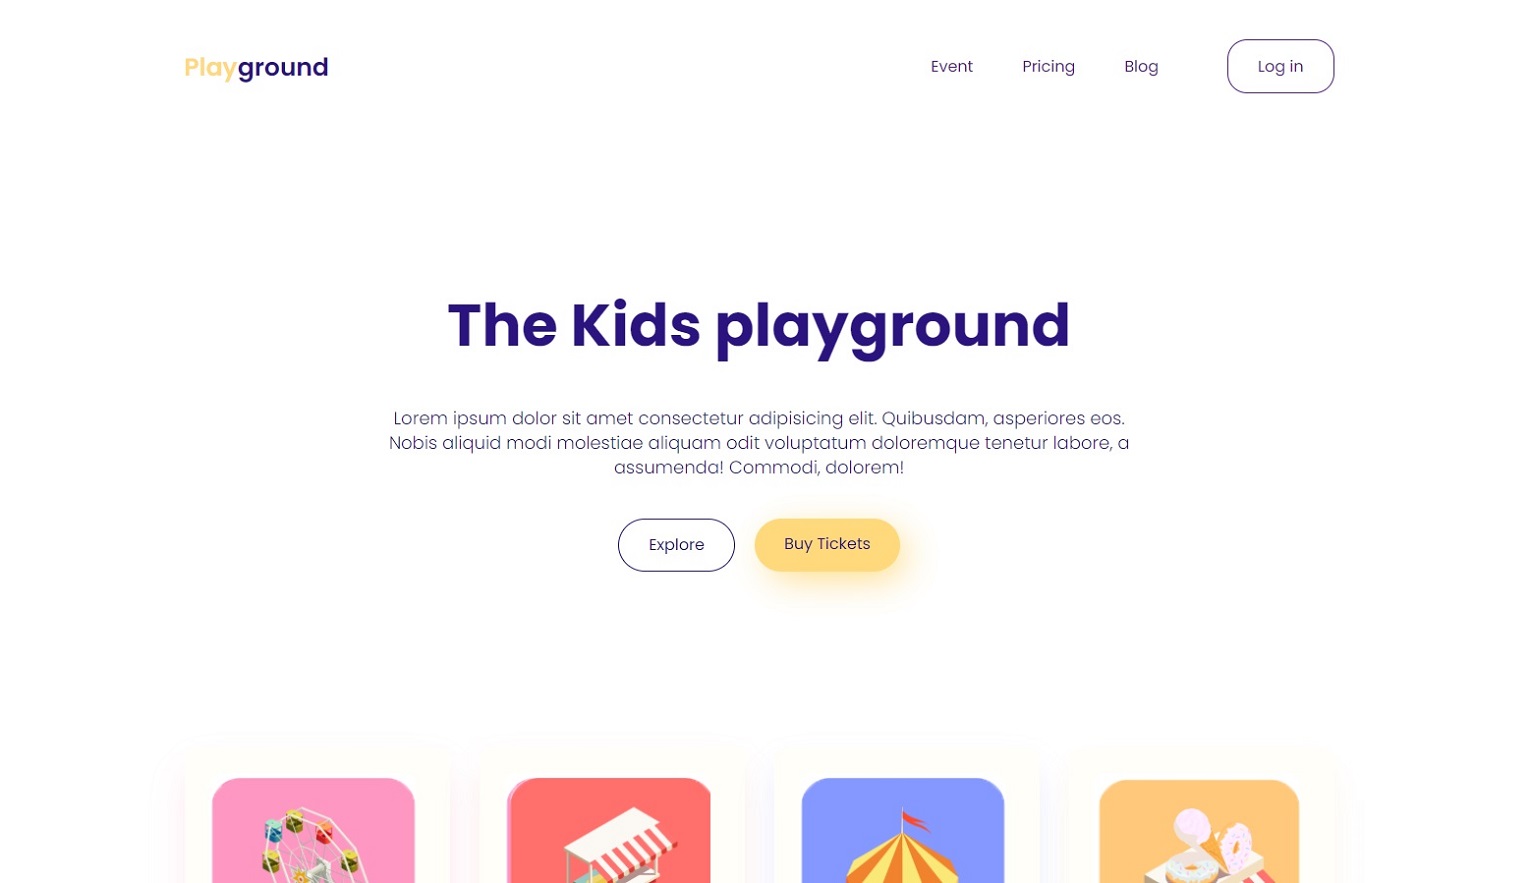 Playground
Event Pricing Blog Log in
The Kids playground
Lorem ipsum dolor sit amet consectetur adipisicing elit. Quibusdam, asperiores eos.
Nobis aliquid modi molestiae aliquam odit voluptatum doloremque tenetur labore, a
assumenda! Commodi, dolorem!
Explore Buy Tickets